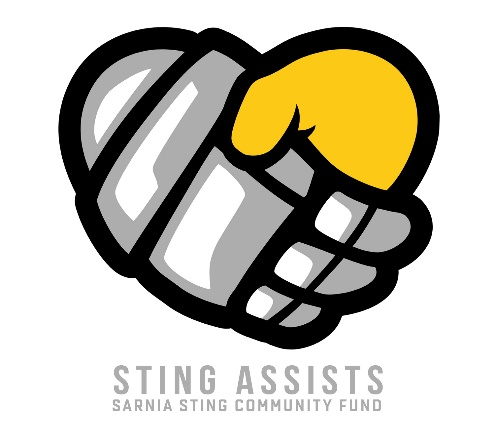 STING ASSISTS
SARNIA STING COMMUNITY FUND